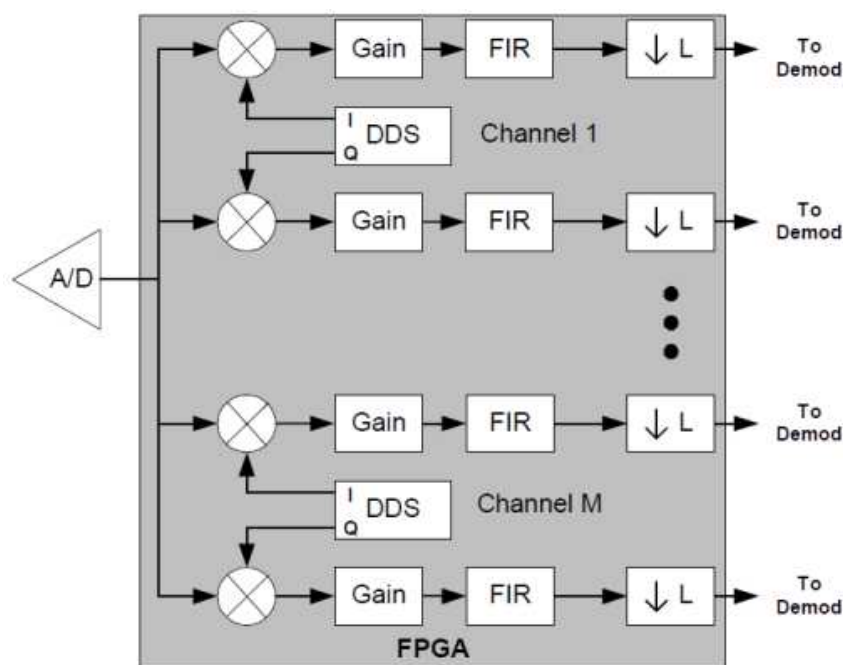 Gain
FIR
↓ L
To
Demod
I
Q
DDS
Channel 1
Gain
FIR
↓ L
To
Demod
A/D
Gain
FIR
↓ L
To
Demod
I
Q
DDS
Channel M
Gain
FIR
↓ L
To
Demod
FPGA